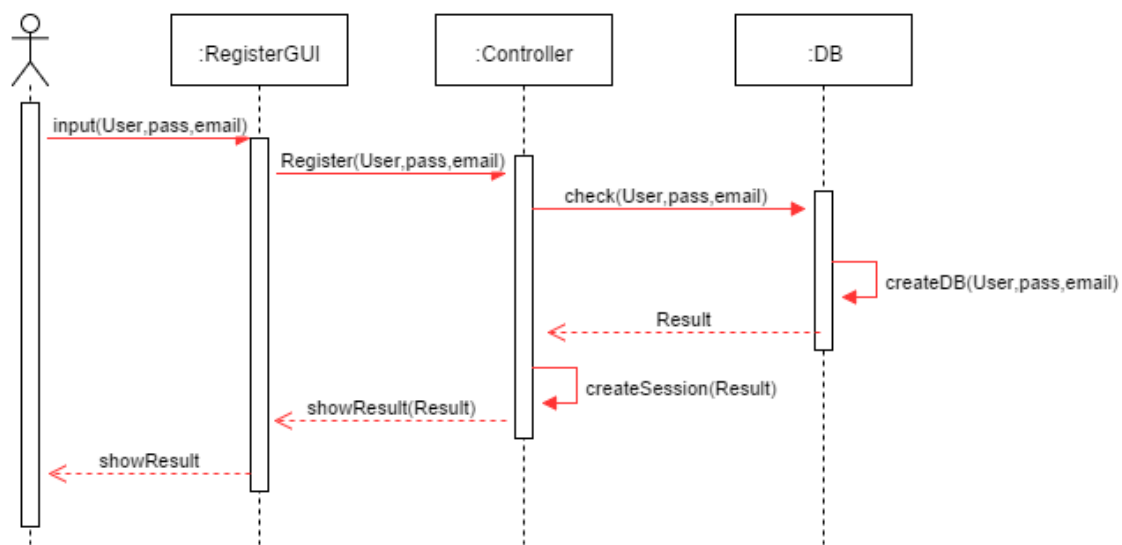 :RegisterGUI
:Controller
:DB
input(User,pass,email)
Register(User,pass,email)
check(User,pass,email)
createDB(User,pass,email)
Result
createSession(Result)
showResult(Result)
showResult